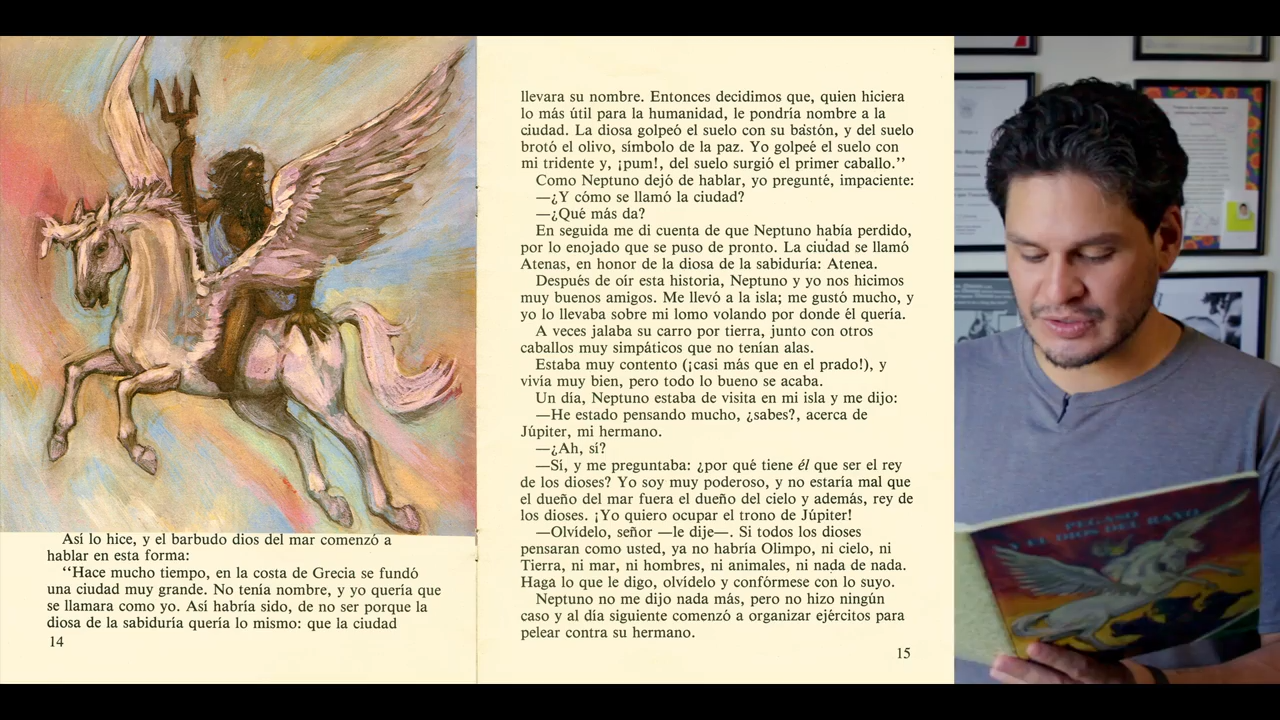 Así lo hice, y el barbudo dios del mar comenzó a
hablar en esta forma:
“Hace mucho tiempo, en la costa de Grecia se fundó
una ciudad muy grande. No tenía nombre, y yo quería que
se llamara como yo. Así habría sido, de no ser porque la
diosa de la sabiduría quería lo mismo: que la ciudad
14
llevara su nombre. Entonces decidimos que, quien hiciera
lo más útil para la humanidad, le pondría nombre a la
ciudad. La diosa golpeó el suelo con su bastón, y del suelo
brotó el olivo, símbolo de la paz. Yo golpeé el suelo con
mi tridente y, ¡pum!, del suelo surgió el primer caballo.”
Como Neptuno dejó de hablar, yo pregunté, impaciente:
—¿Y cómo se llamó la ciudad?
—¿Qué más da?
En seguida me di cuenta de que Neptuno había perdido,
por lo enojado que se puso de pronto. La ciudad se llamó
Atenas, en honor de la diosa de la sabiduría: Atenea.
Después de oír esta historia, Neptuno y yo nos hicimos
muy buenos amigos. Me llevó a la isla; me gustó mucho, y
yo lo llevaba sobre mi lomo volando por donde él quería.
A veces jalaba su carro por tierra, junto con otros
caballos muy simpáticos que no tenían alas.
Estaba muy contento (¡casi más que en el prado!), y
vivía muy bien, pero todo lo bueno se acaba.
Un día, Neptuno estaba de visita en mi isla y me dijo:
—He estado pensando mucho, ¿sabes?, acerca de
Júpiter, mi hermano.
—¿Ah, sí?
—Sí, y me preguntaba: ¿por qué tiene él que ser el rey
de los dioses? Yo soy muy poderoso, y no estaría mal que
el dueño del mar fuera el dueño del cielo y además, rey de
los dioses. ¡Yo quiero ocupar el trono de Júpiter!
—Olvídelo, señor —le dije—. Si todos los dioses
pensaran como usted, ya no habría Olimpo, ni cielo, ni
Tierra, ni mar, ni hombres, ni animales, ni nada de nada.
Haga lo que le digo, olvídelo y confórmese con lo suyo.
Neptuno no me dijo nada más, pero no hizo ningún
caso y al día siguiente comenzó a organizar ejércitos para
pelear contra su hermano.
15
PEGASO
Y EL DIOS DEL RAYO